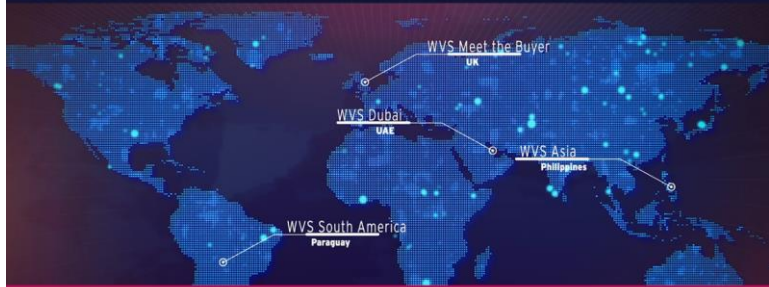 WVS Meet the Buyer
UK
WVS Dubai
UAE
WVS Asia
Philippines
WVS South America
Paraguay